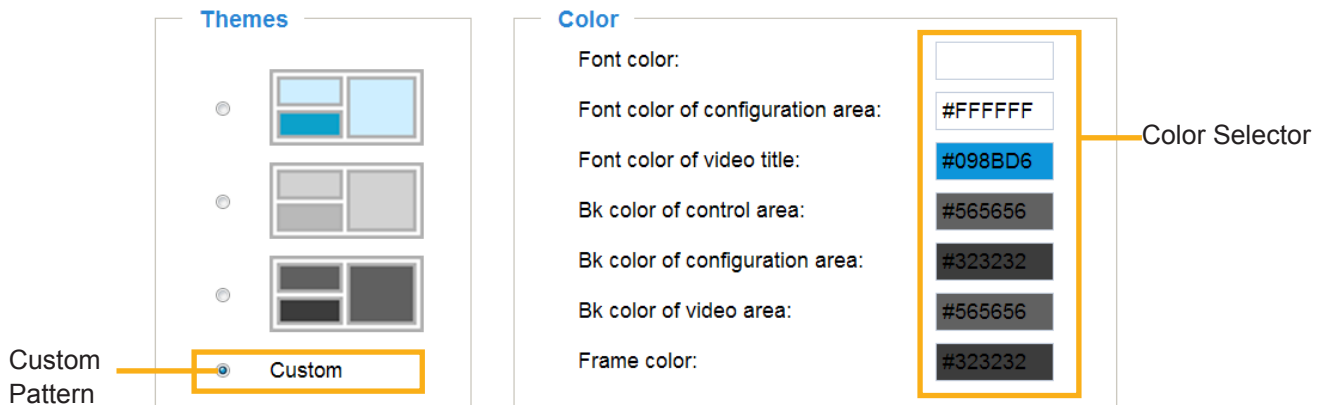 Themes
Custom
Custom
Pattern
Color
Font color:
Font color of configuration area: #FFFFFF
Font color of video title: #098BD6
Bk color of control area: #565656
Bk color of configuration area: #323232
Bk color of video area: #565656
Frame color: #323232
Color Selector